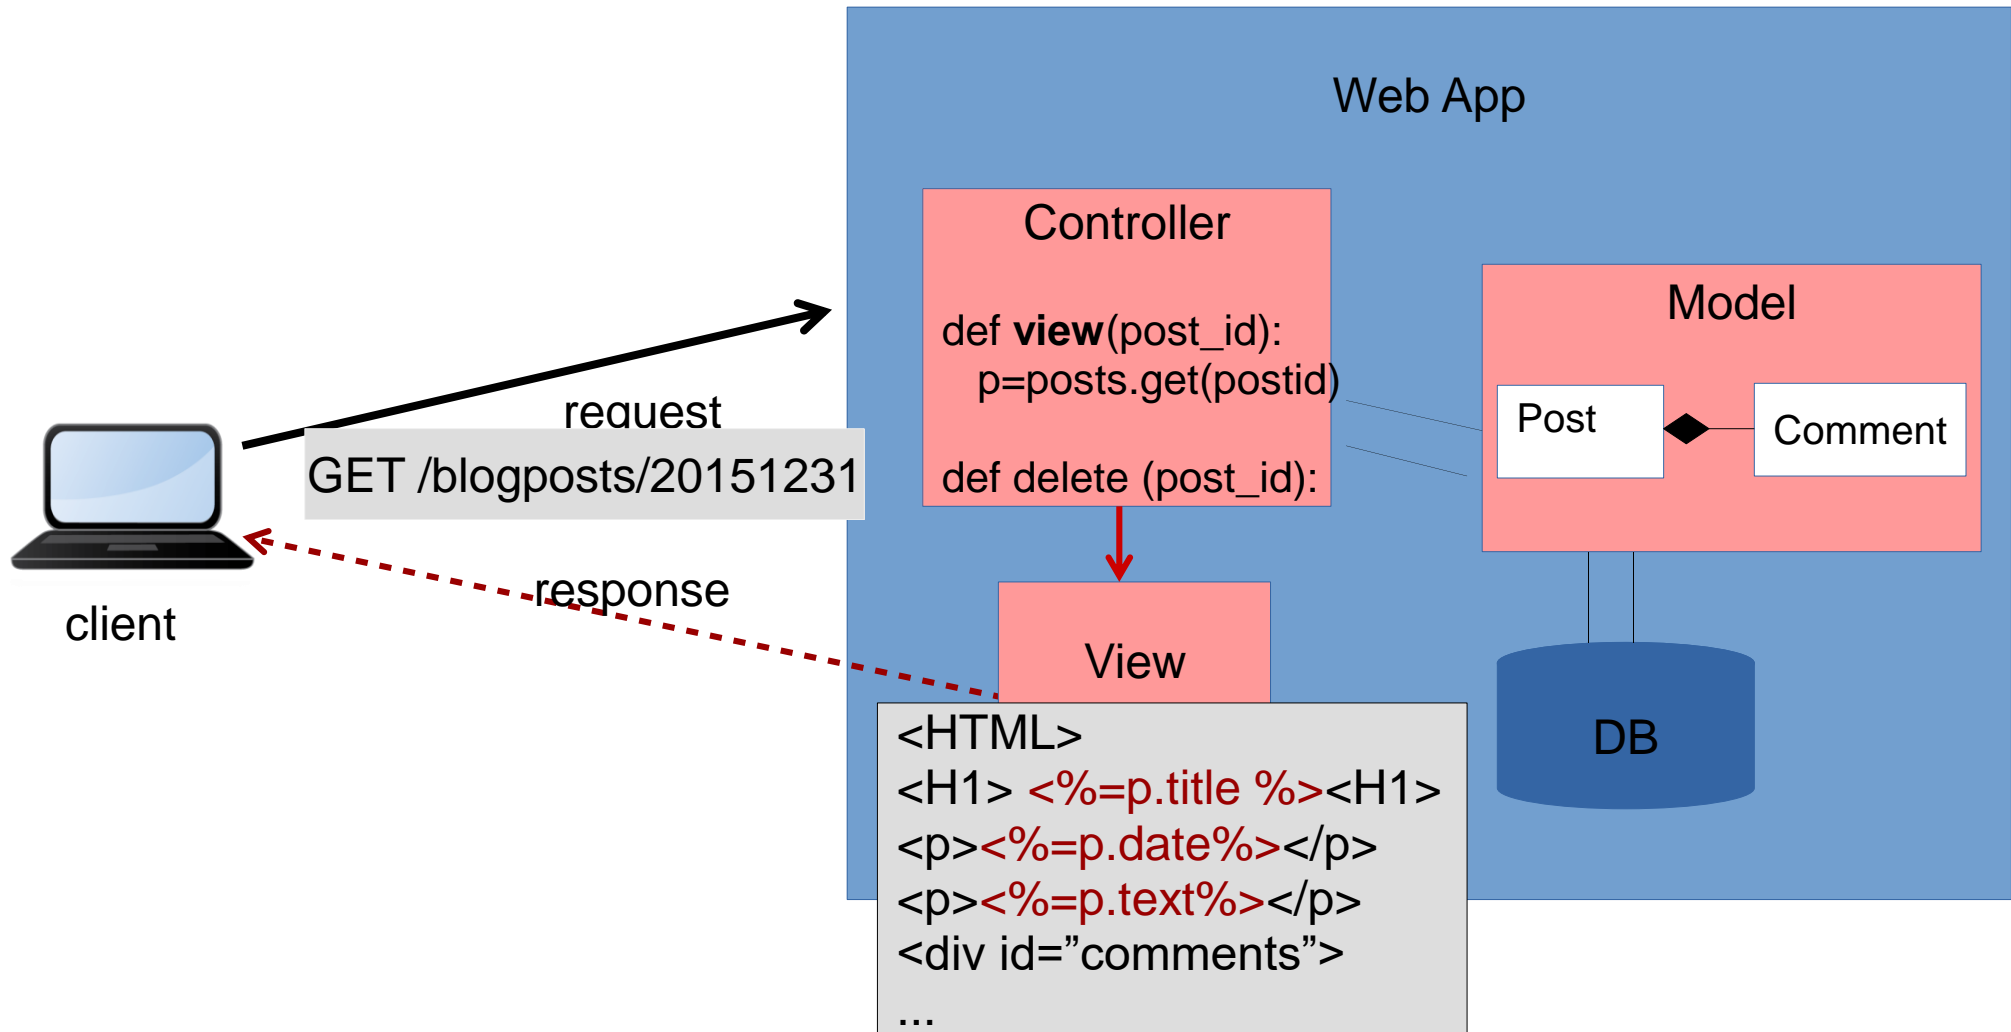 Web App
Controller
def view(post_id):
p=posts.get(postid)
def delete (post_id):
Model
Post
Comment
request
GET /blogposts/20151231
response
client
View
<HTML>
<H1> <%=p.title %><H1>
<p><%=p.date%></p>
<p><%=p.text%></p>
<div id=”comments”>
...
DB